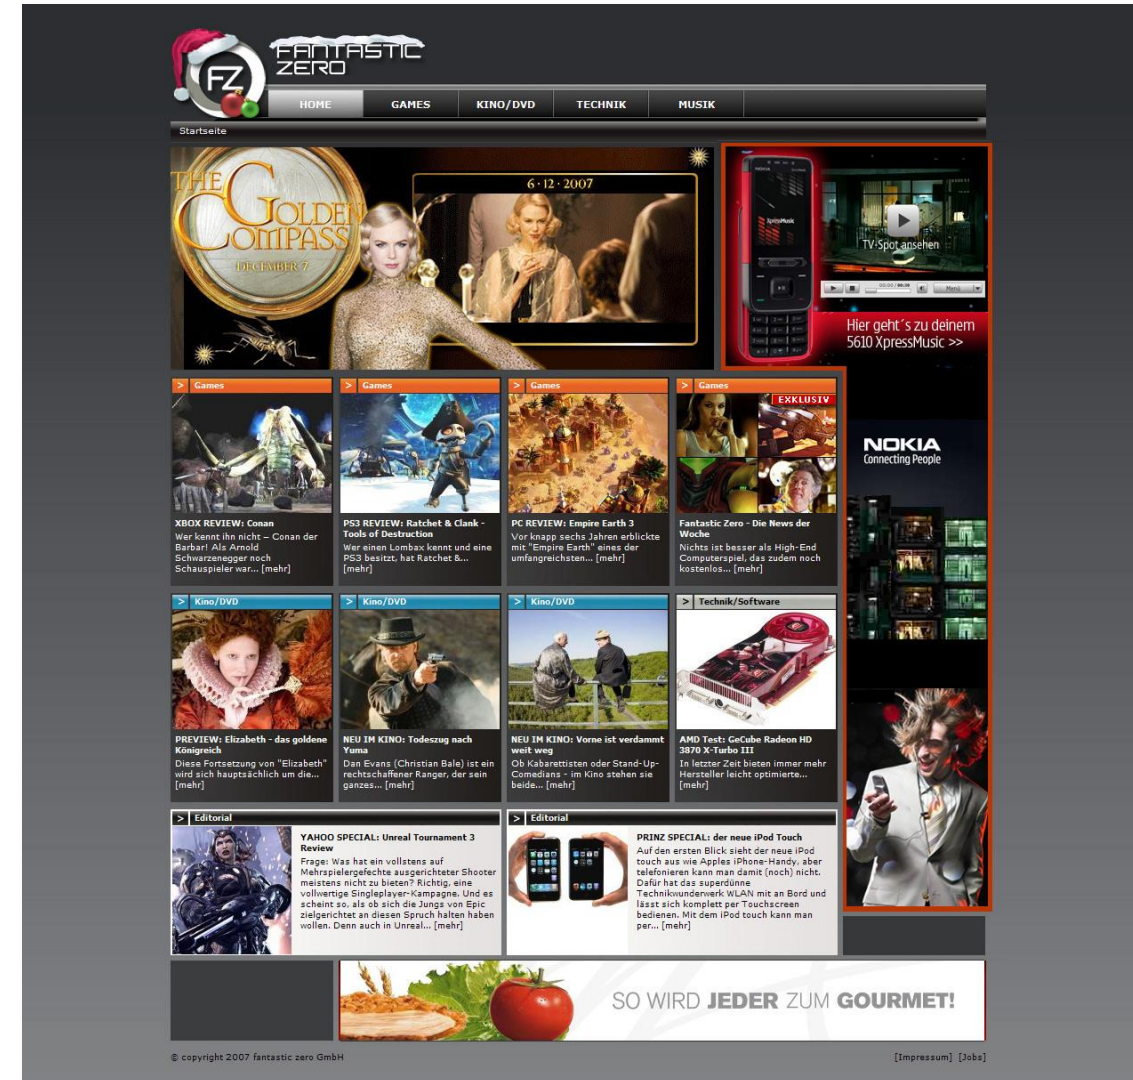 FANTASTIC
ZERO
FZ
HOME GAMES KINO/DVD TECHNIK MUSIK
Startseite
THE
GOLDEN
COMPASS
DECEMBER 7
6·12·2007
NOKIA
XpressMusic
TV-Spot ansehen
00:00 / 00:30 Menü
Hier geht´s zu deinem
5610 XpressMusic >>
NOKIA
Connecting People
> Games
XBOX REVIEW: Conan
Wer kennt ihn nicht – Conan der
Barbar! Als Arnold
Schwarzenegger noch
Schauspieler war... [mehr]
> Games
PS3 REVIEW: Ratchet & Clank -
Tools of Destruction
Wer einen Lombax kennt und eine
PS3 besitzt, hat Ratchet &...
[mehr]
> Games
PC REVIEW: Empire Earth 3
Vor knapp sechs Jahren erblickte
mit "Empire Earth" eines der
umfangreichsten... [mehr]
> Games
EXKLUSIV
Fantastic Zero - Die News der
Woche
Nichts ist besser als High-End
Computerspiel, das zudem noch
kostenlos... [mehr]
> Kino/DVD
PREVIEW: Elizabeth - das goldene
Königreich
Diese Fortsetzung von "Elizabeth"
wird sich hauptsächlich um die...
[mehr]
> Kino/DVD
NEU IM KINO: Todeszug nach
Yuma
Dan Evans (Christian Bale) ist ein
rechtschaffener Ranger, der sein
ganzes... [mehr]
> Kino/DVD
NEU IM KINO: Vorne ist verdammt
weit weg
Ob Kabarettisten oder Stand-Up-
Comedians - im Kino stehen sie
beide... [mehr]
> Technik/Software
AMD Test: GeCube Radeon HD
3870 X-Turbo III
In letzter Zeit bieten immer mehr
Hersteller leicht optimierte...
[mehr]
> Editorial
YAHOO SPECIAL: Unreal Tournament 3
Review
Frage: Was hat ein vollstens auf
Mehrspielergefechte ausgerichteter Shooter
meistens nicht zu bieten? Richtig, eine
vollwertige Singleplayer-Kampagne. Und es
scheint so, als ob sich die Jungs von Epic
zielgerichtet an diesen Spruch halten haben
wollen. Denn auch in Unreal... [mehr]
> Editorial
PRINZ SPECIAL: der neue iPod Touch
Auf den ersten Blick sieht der neue iPod
touch aus wie Apples iPhone-Handy, aber
telefonieren kann man damit (noch) nicht.
Dafür hat das superdünne
Technikwunderwerk WLAN mit an Bord und
lässt sich komplett per Touchscreen
bedienen. Mit dem iPod touch kann man
per... [mehr]
SO WIRD JEDER ZUM GOURMET!
© copyright 2007 fantastic zero GmbH
[Impressum] [Jobs]